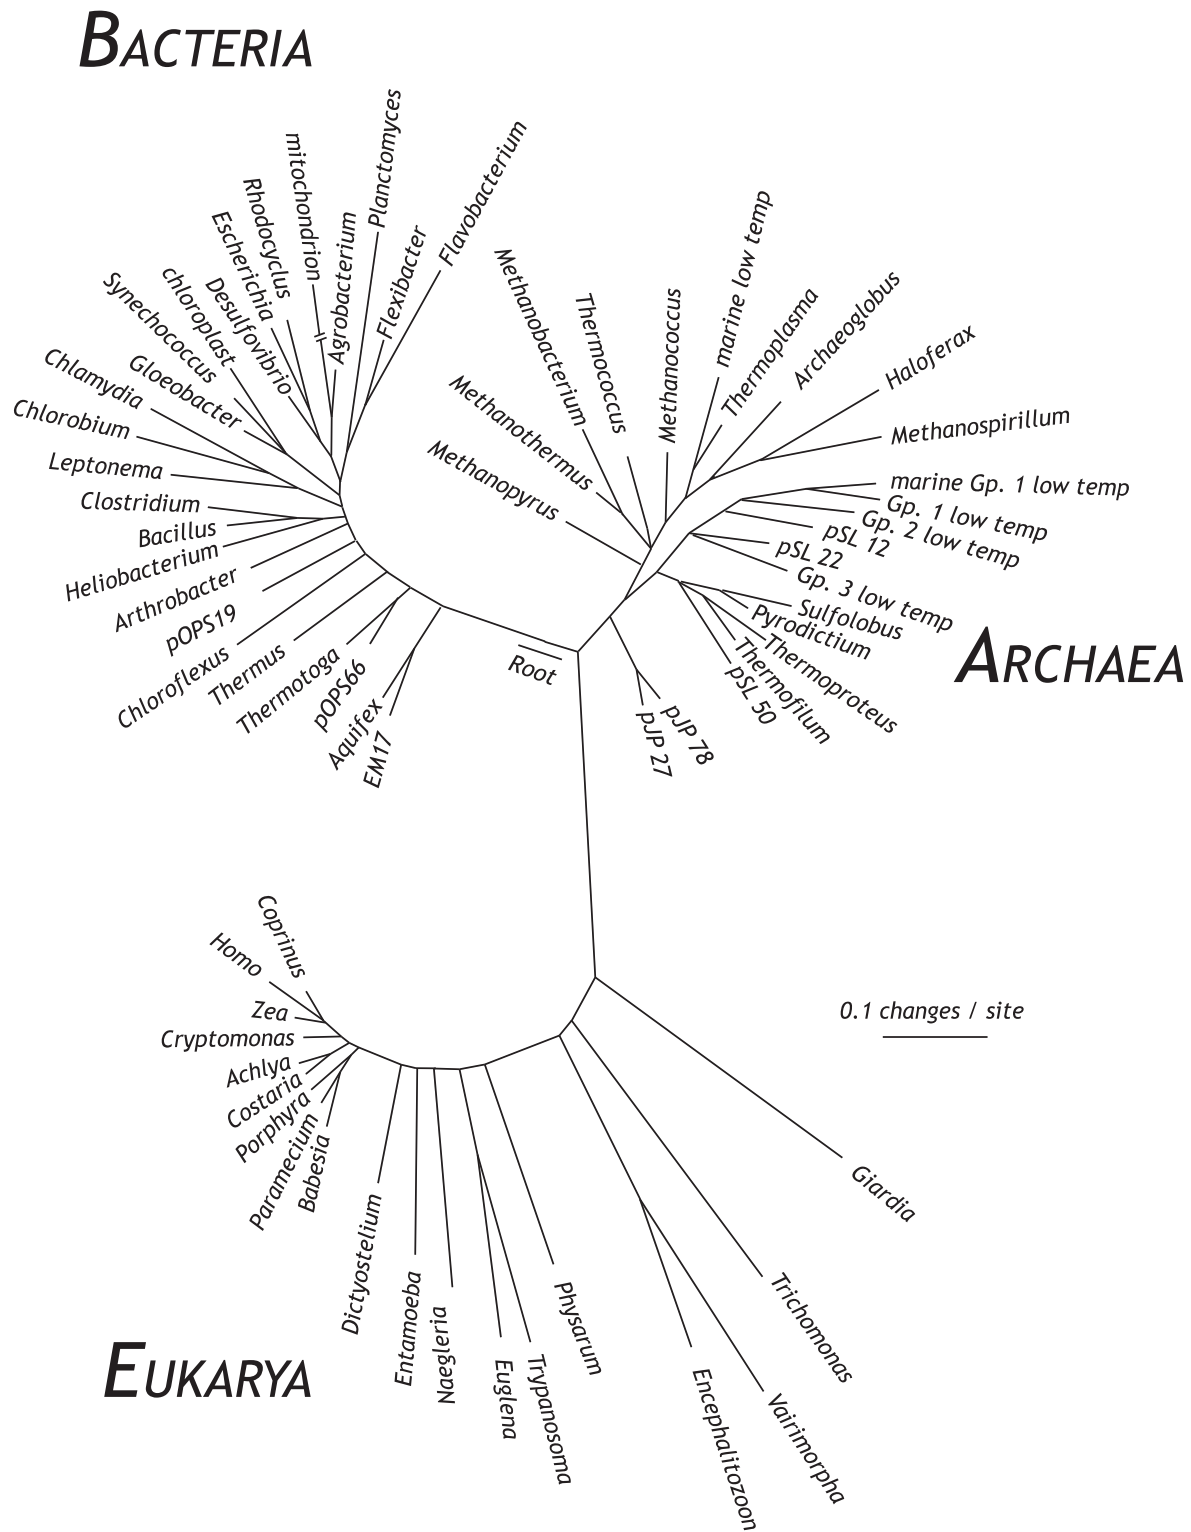 BACTERIA
Planctomyces
Flavobacterium
mitochondrion
Rhodocyclus
Escherichia
Agrobacterium
Flexibacter
chloroplast
Desulfovibrio
Synechococcus
Gloeobacter
Chlamydia
Chlorobium
Leptonema
Clostridium
Bacillus
Heliobacterium
Arthrobacter
pOPS19
Chloroflexus
Thermus
Thermotoga
pOPS66
Aquifex
EM17
Root
Methanobacterium
Thermococcus
Methanothermus
Methanopyrus
Methanococcus
marine low temp
Thermoplasma
Archaeoglobus
Haloferax
Methanospirillum
marine Gp. 1 low temp
Gp. 1 low temp
Gp. 2 low temp
pSL 12
pSL 22
Gp. 3 low temp
Sulfolobus
Pyrodictium
Thermoproteus
Thermofilum
pSL 50
pJP 78
pJP 27
ARCHAEA
Coprinus
Homo
Zea
Cryptomonas
Achlya
Costaria
Porphyra
Paramecium
Babesia
Dictyostelium
Entamoeba
Naegleria
Euglena
Trypanosoma
Physarum
Encephalitozoon
Vairimorpha
Trichomonas
Giardia
0.1 changes / site
EUKARYA